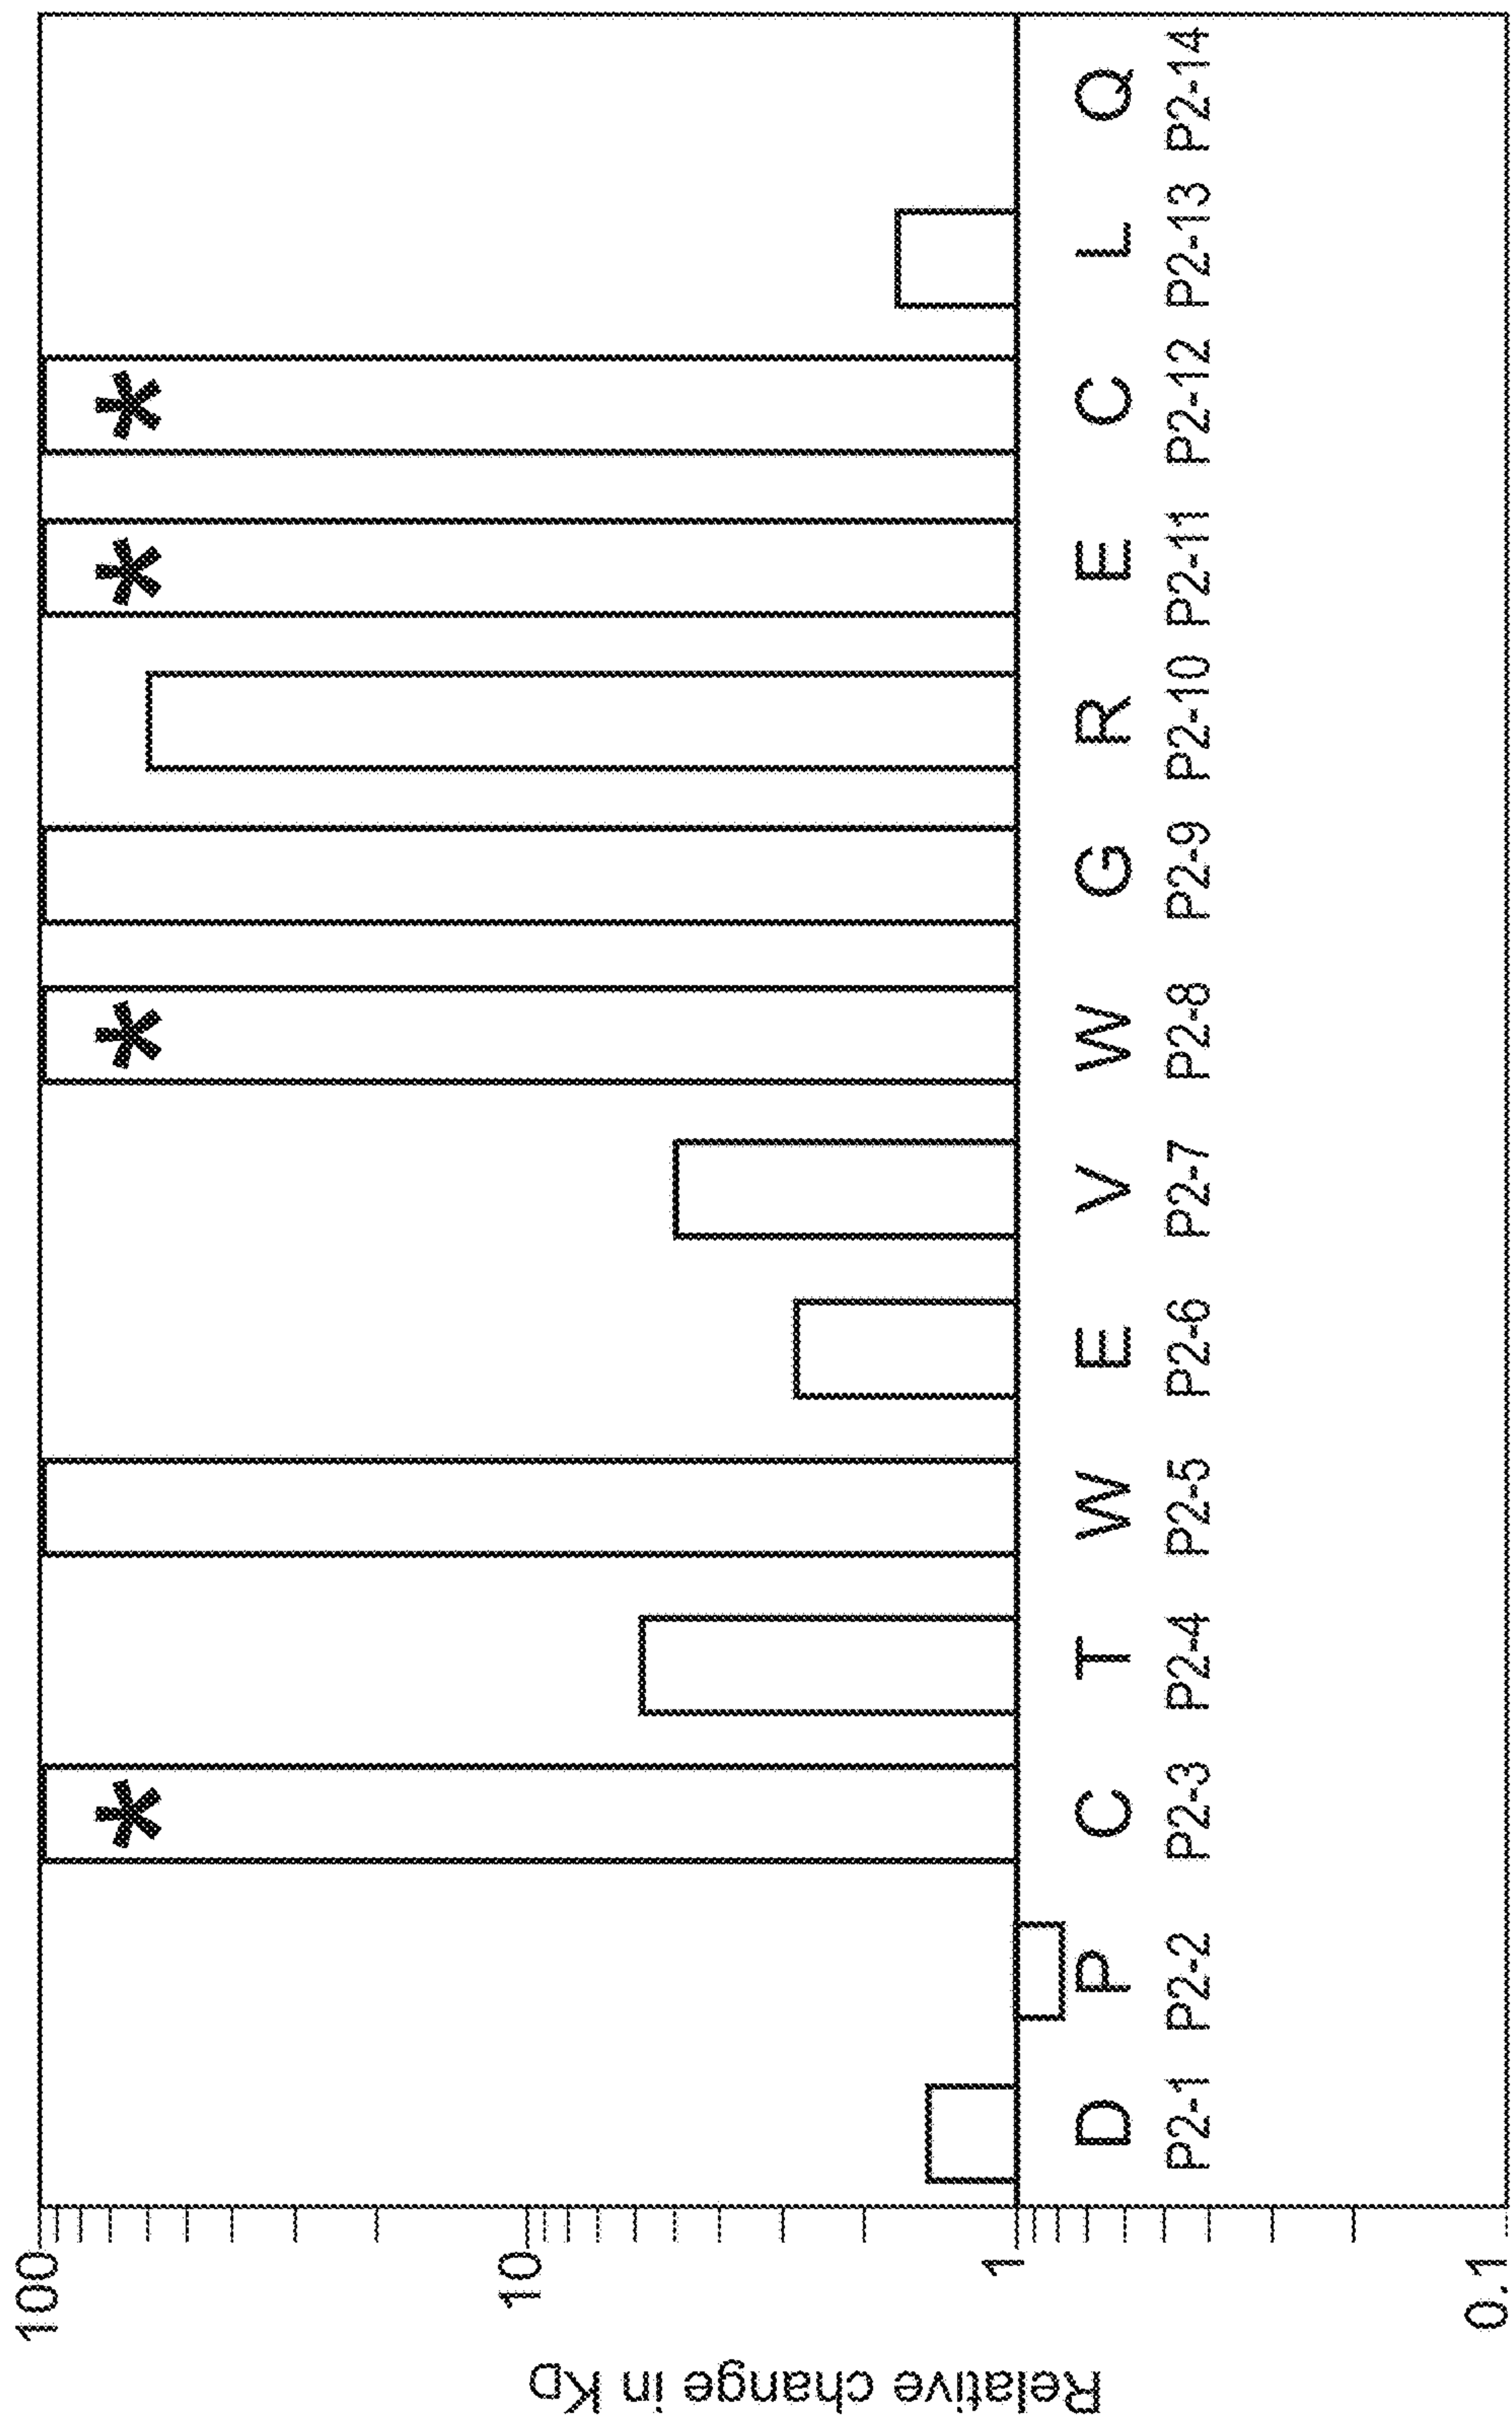 Relative change in KD
100
10
1
0.1
* * * *
D P C T W E V W G R E C L Q
P2-1 P2-2 P2-3 P2-4 P2-5 P2-6 P2-7 P2-8 P2-9 P2-10 P2-11 P2-12 P2-13 P2-14